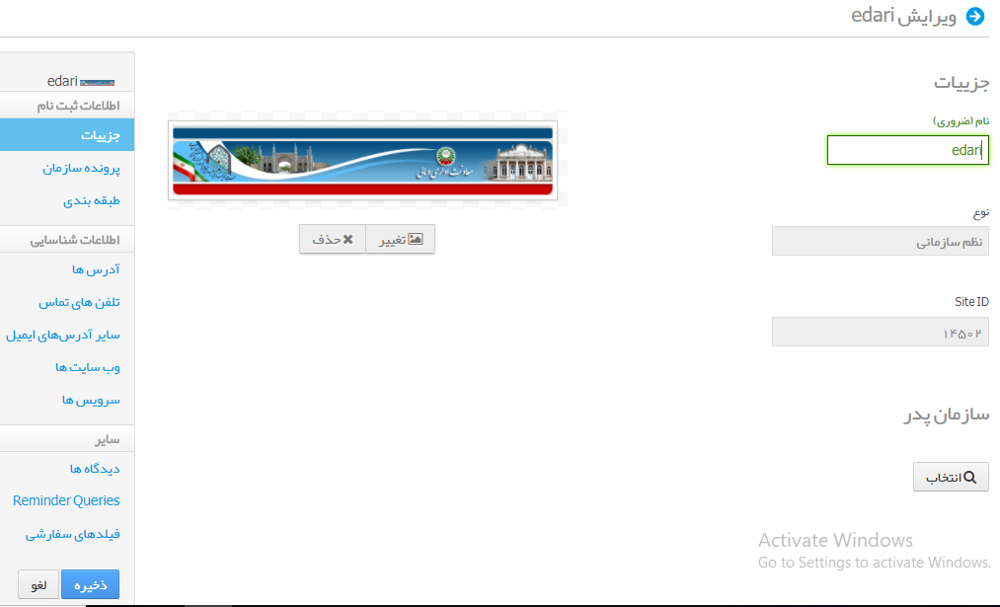 ویرایش edari
جزییات
نام (ضروری)
edari
نوع
نظم سازمانی
Site ID
۱۴۵۰۲
سازمان پدر
انتخاب
معاونت اداری و مالی
تغییر
حذف
edari
اطلاعات ثبت نام
جزییات
پرونده سازمان
طبقه بندی
اطلاعات شناسایی
آدرس ها
تلفن های تماس
سایر آدرس‌های ایمیل
وب سایت ها
سرویس ها
سایر
دیدگاه ها
Reminder Queries
فیلدهای سفارشی
ذخیره
لغو
Activate Windows
Go to Settings to activate Windows.